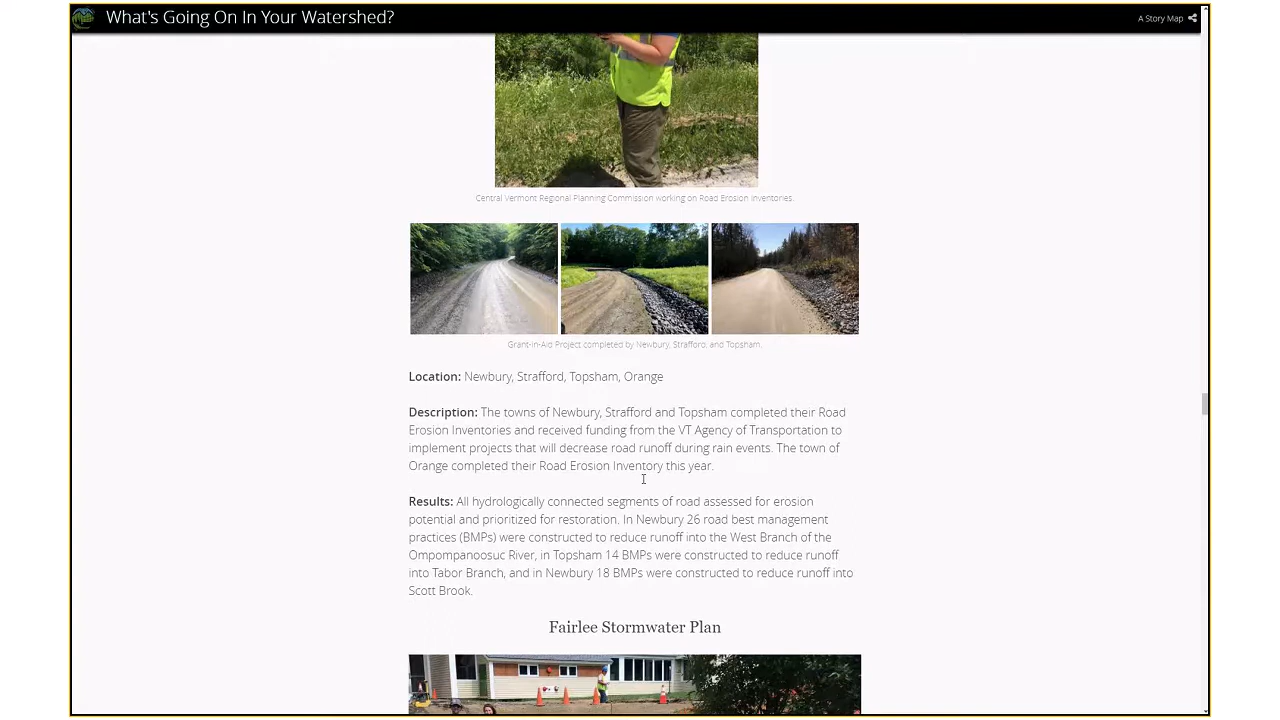 What's Going On In Your Watershed?
A Story Map
Central Vermont Regional Planning Commission working on Road Erosion Inventories.
Grant-in-Aid Project completed by Newbury, Strafford, and Topsham.
Location: Newbury, Strafford, Topsham, Orange
Description: The towns of Newbury, Strafford and Topsham completed their Road
Erosion Inventories and received funding from the VT Agency of Transportation to
implement projects that will decrease road runoff during rain events. The town of
Orange completed their Road Erosion Inventory this year.
Results: All hydrologically connected segments of road assessed for erosion
potential and prioritized for restoration. In Newbury 26 road best management
practices (BMPs) were constructed to reduce runoff into the West Branch of the
Ompompanoosuc River, in Topsham 14 BMPs were constructed to reduce runoff
into Tabor Branch, and in Newbury 18 BMPs were constructed to reduce runoff into
Scott Brook.
Fairlee Stormwater Plan